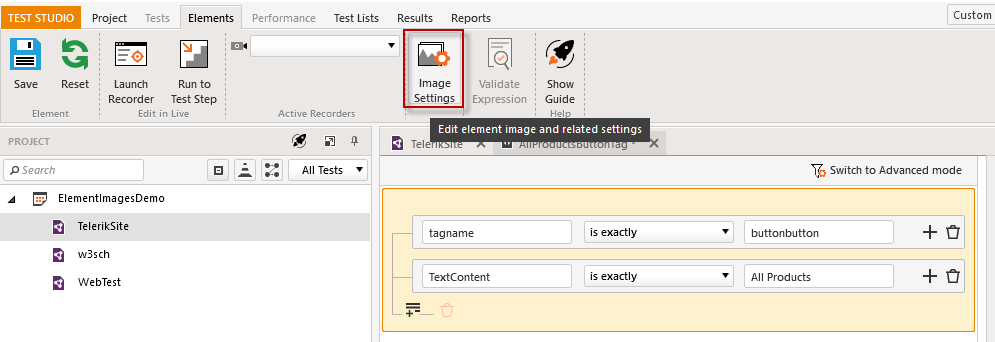 TEST STUDIO Project Tests Elements Performance Test Lists Results Reports Custom
Save Reset Launch Recorder Run to Test Step Image Settings Validate Expression Show Guide
Element Edit in Live Active Recorders Help
Edit element image and related settings
PROJECT
TelerikSite AllProductsButtonTag *
Search All Tests
Switch to Advanced mode
ElementImagesDemo
TelerikSite
w3sch
WebTest
tagname is exactly buttonbutton
TextContent is exactly All Products